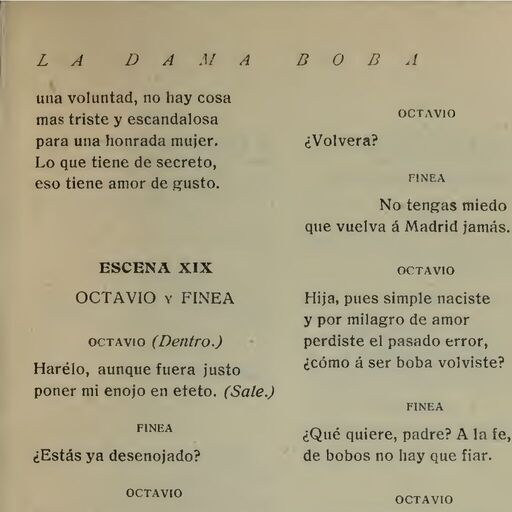 LA DAMA BOBA
una voluntad, no hay cosa
mas triste y escandalosa
para una honrada mujer.
Lo que tiene de secreto,
eso tiene amor de gusto.
ESCENA XIX
OCTAVIO Y FINEA
OCTAVIO (Dentro.)
Harélo, aunque fuera justo
poner mi enojo en eteto. (Sale.)
FINEA
¿Estás ya desenojado?
OCTAVIO
OCTAVIO
¿Volvera?
FINEA
No tengas miedo
que vuelva á Madrid jamás.
OCTAVIO
Hija, pues simple naciste
y por milagro de amor
perdiste el pasado error,
¿cómo á ser boba volviste?
FINEA
¿Qué quiere, padre? A la fe,
de bobos no hay que fiar.
OCTAVIO